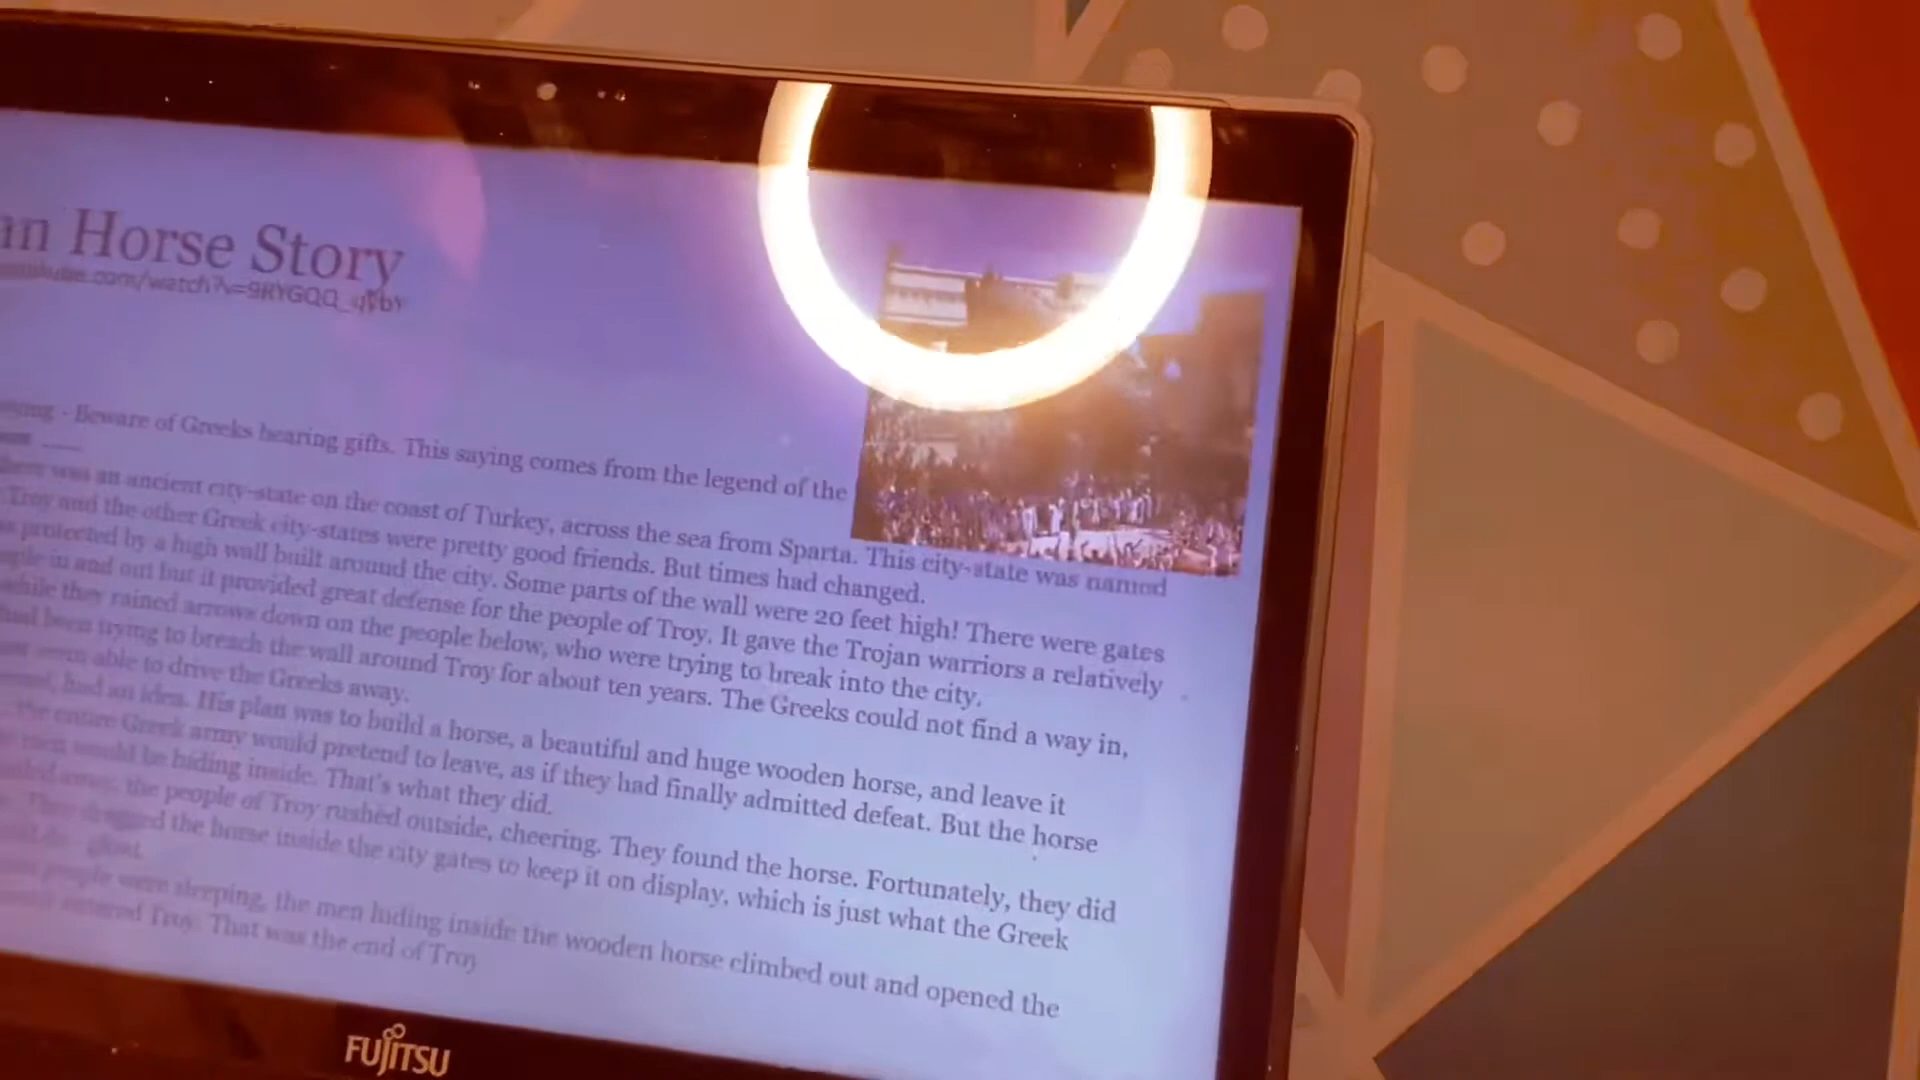 an Horse Story
.com/watch?v=9RYGQQ_
- Beware of Greeks bearing gifts. This saying comes from the legend of the
was an ancient city-state on the coast of Turkey, across the sea from Sparta. This city-state was named
Troy and the other Greek city-states were pretty good friends. But times had changed.
protected by a high wall built around the city. Some parts of the wall were 20 feet high! There were gates
in and out but it provided great defense for the people of Troy. It gave the Trojan warriors a relatively
while they rained arrows down on the people below, who were trying to break into the city.
had been trying to breach the wall around Troy for about ten years. The Greeks could not find a way in,
able to drive the Greeks away.
had an idea. His plan was to build a horse, a beautiful and huge wooden horse, and leave it
the entire Greek army would pretend to leave, as if they had finally admitted defeat. But the horse
men would be hiding inside. That's what they did.
away, the people of Troy rushed outside, cheering. They found the horse. Fortunately, they did
They dragged the horse inside the city gates to keep it on display, which is just what the Greek
people were sleeping, the men hiding inside the wooden horse climbed out and opened the
entered Troy. That was the end of Troy
FUJITSU